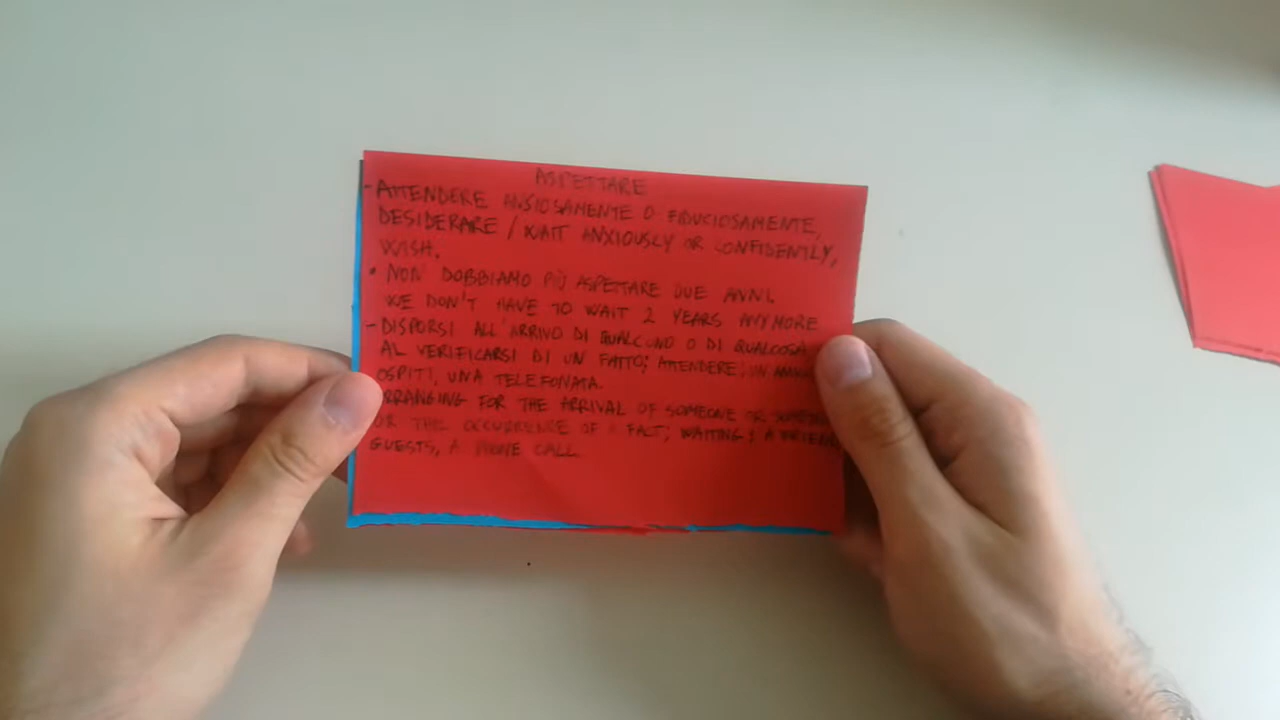 ASPETTARE
- ATTENDERE ANSIOSAMENTE O FIDUCIOSAMENTE,
DESIDERARE / WAIT ANXIOUSLY OR CONFIDENTLY,
WISH.
• NON DOBBIAMO PIÙ ASPETTARE DUE ANNI.
WE DON'T HAVE TO WAIT 2 YEARS ANYMORE
- DISPORSI ALL'ARRIVO DI QUALCUNO O DI QUALCOSA
AL VERIFICARSI DI UN FATTO; ATTENDERE: UN
OSPITI, UNA TELEFONATA.
ARRANGING FOR THE ARRIVAL OF SOMEONE OR
OR THE OCCURRENCE OF A FACT; WAITING: A FRIEND
GUESTS, A PHONE CALL